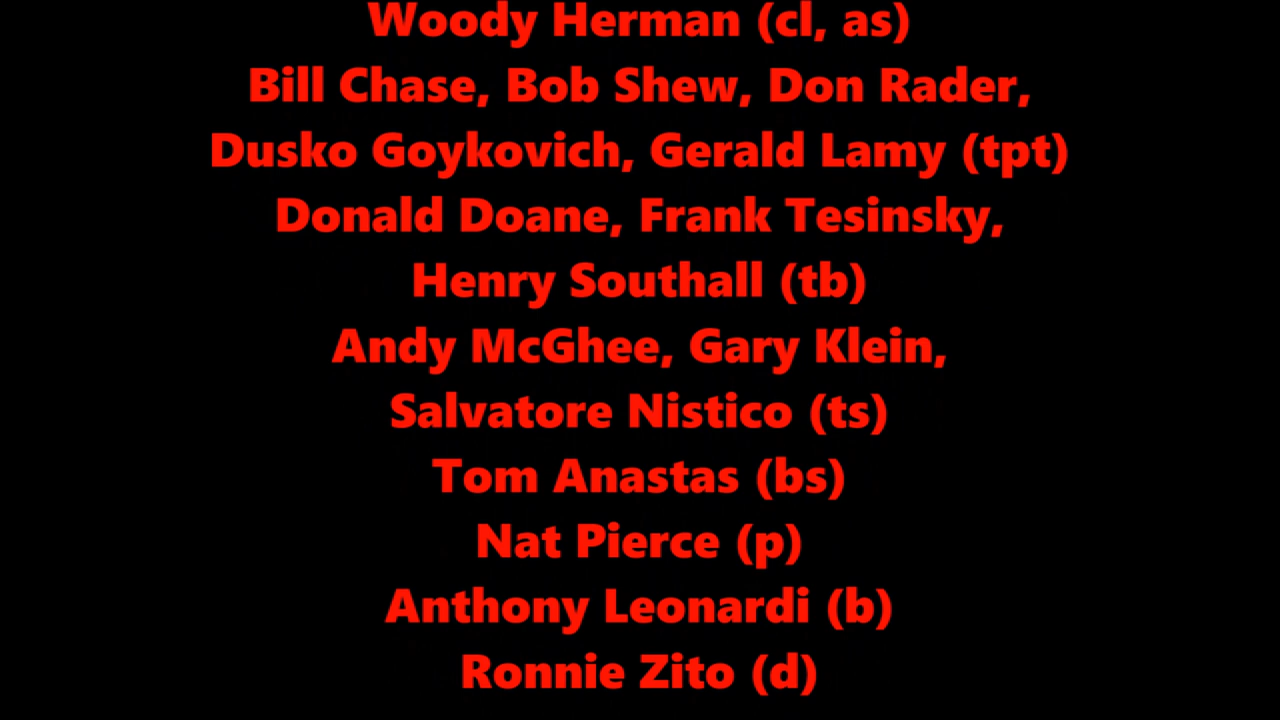 Woody Herman (cl, as)
Bill Chase, Bob Shew, Don Rader,
Dusko Goykovich, Gerald Lamy (tpt)
Donald Doane, Frank Tesinsky,
Henry Southall (tb)
Andy McGhee, Gary Klein,
Salvatore Nistico (ts)
Tom Anastas (bs)
Nat Pierce (p)
Anthony Leonardi (b)
Ronnie Zito (d)